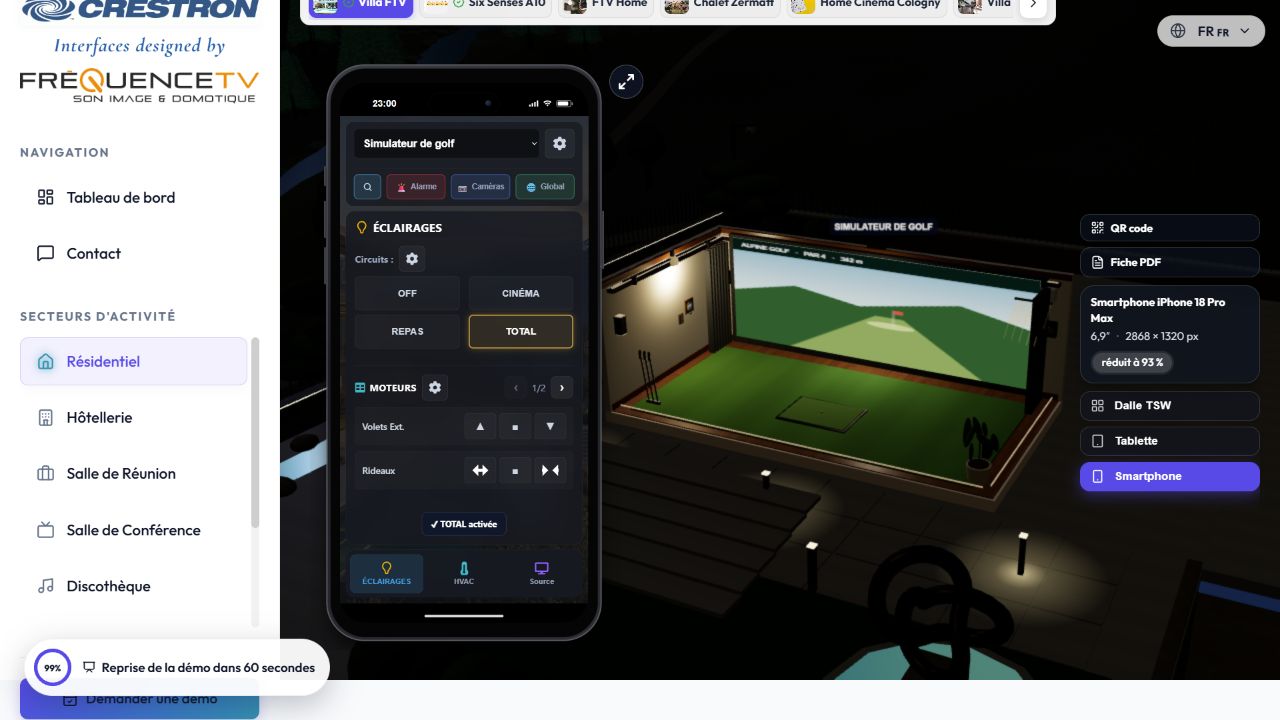 CRESTRON
Interfaces designed by
FRÉQUENCETV
SON IMAGE & DOMOTIQUE
NAVIGATION
Tableau de bord
Contact
SECTEURS D'ACTIVITÉ
Résidentiel
Hôtellerie
Salle de Réunion
Salle de Conférence
Discothèque
99%
Reprise de la démo dans 60 secondes
Demander une démo
Villa FTV
Six Senses A10
FTV Home
Chalet Zermatt
Home Cinema Cologny
Villa
FR FR
23:00
Simulateur de golf
Alarme
Caméras
Global
ÉCLAIRAGES
Circuits :
OFF
CINÉMA
REPAS
TOTAL
MOTEURS
1/2
Volets Ext.
Rideaux
✓ TOTAL activée
ÉCLAIRAGES
HVAC
Source
SIMULATEUR DE GOLF
ALPINE GOLF · PAR 4 · 342 m
QR code
Fiche PDF
Smartphone iPhone 18 Pro
Max
6,9" · 2868 × 1320 px
réduit à 93 %
Dalle TSW
Tablette
Smartphone